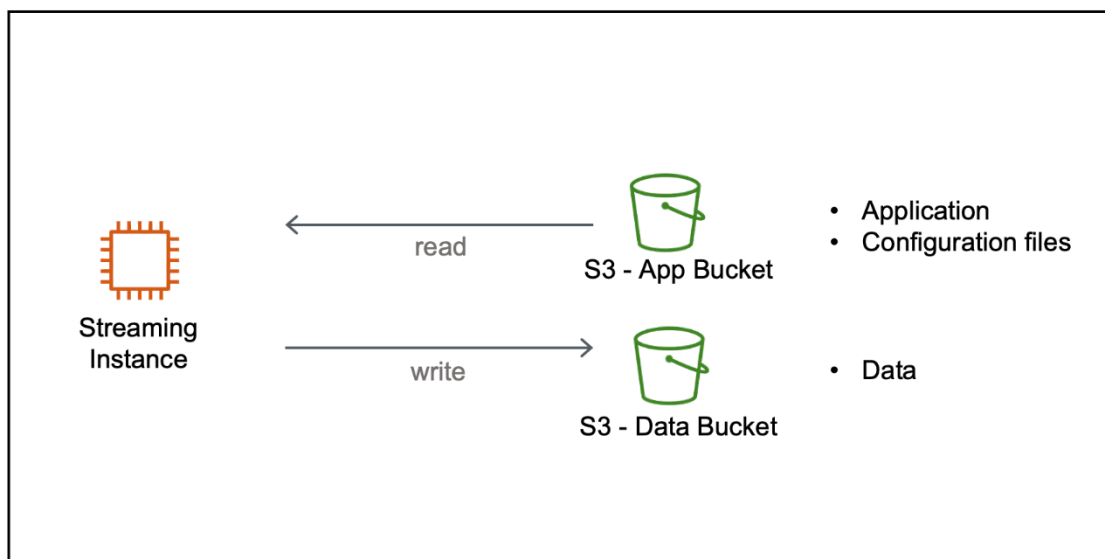 read
S3 - App Bucket
• Application
• Configuration files
Streaming
Instance
write
S3 - Data Bucket
• Data